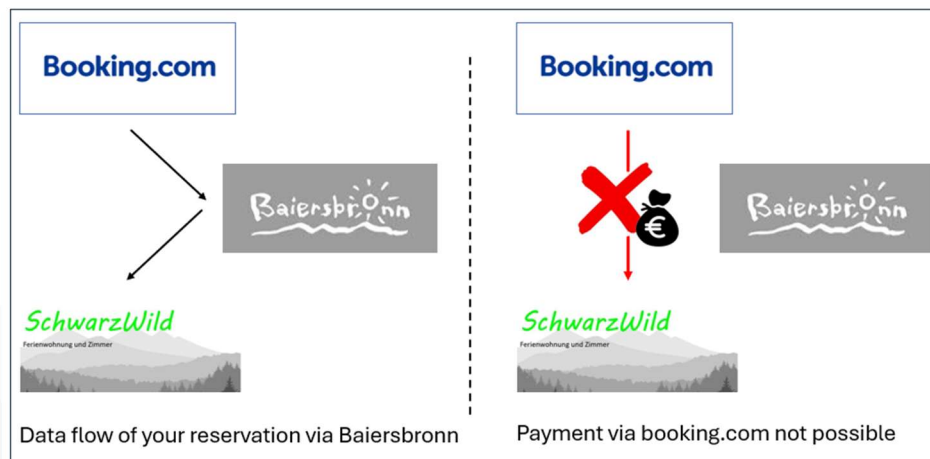 Booking.com
Baiersbronn
SchwarzWild
Ferienwohnung und Zimmer
Data flow of your reservation via Baiersbronn
Booking.com
€
Baiersbronn
SchwarzWild
Ferienwohnung und Zimmer
Payment via booking.com not possible